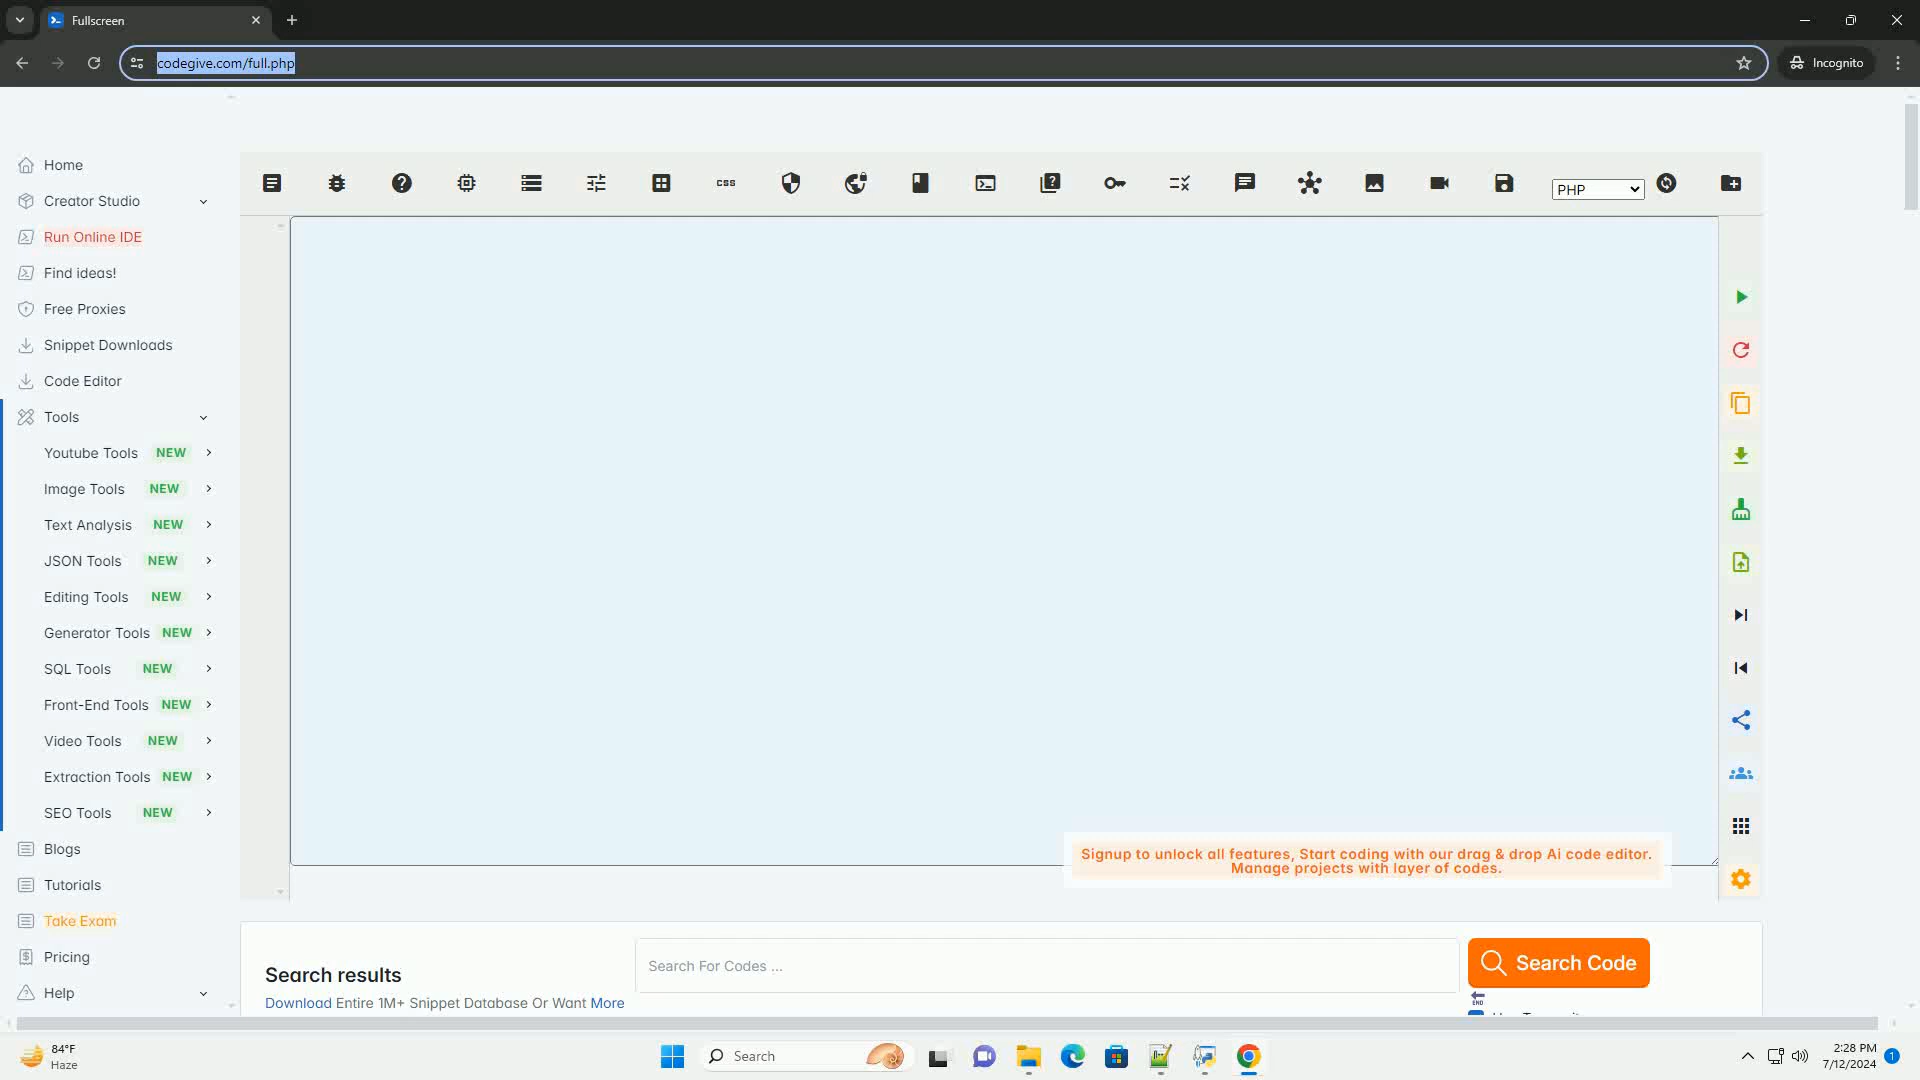 Fullscreen
codegive.com/full.php
Incognito
Home
Creator Studio
Run Online IDE
Find ideas!
Free Proxies
Snippet Downloads
Code Editor
Tools
Youtube Tools NEW
Image Tools NEW
Text Analysis NEW
JSON Tools NEW
Editing Tools NEW
Generator Tools NEW
SQL Tools NEW
Front-End Tools NEW
Video Tools NEW
Extraction Tools NEW
SEO Tools NEW
Blogs
Tutorials
Take Exam
Pricing
Help
CSS
PHP
Signup to unlock all features, Start coding with our drag & drop Ai code editor.
Manage projects with layer of codes.
Search results
Search For Codes ...
Search Code
Download Entire 1M+ Snippet Database Or Want More
END
84°F
Haze
Search
2:28 PM
7/12/2024
1